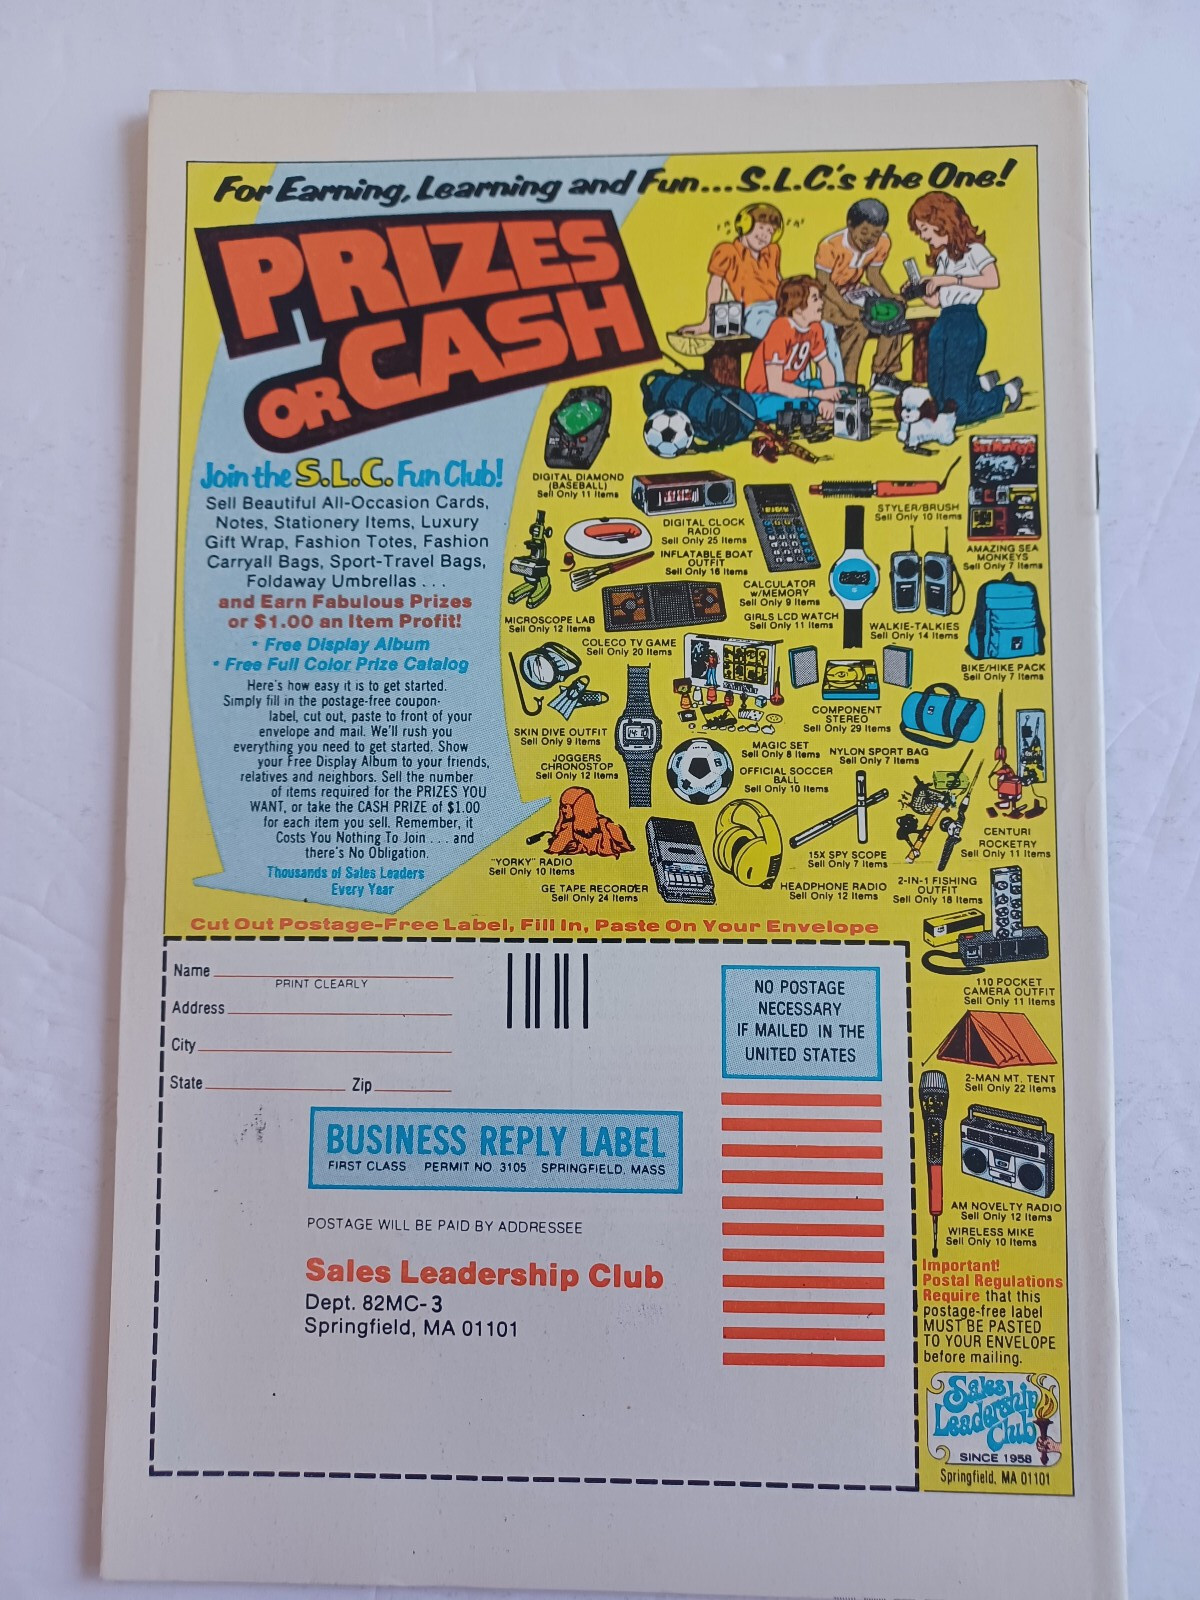 For Earning, Learning and Fun...S.L.C.'s the One!
PRIZES
OR CASH
Join the S.L.C. Fun Club!
Sell Beautiful All-Occasion Cards,
Notes, Stationery Items, Luxury
Gift Wrap, Fashion Totes, Fashion
Carryall Bags, Sport-Travel Bags,
Foldaway Umbrellas . . .
and Earn Fabulous Prizes
or $1.00 an Item Profit!
• Free Display Album
• Free Full Color Prize Catalog
Here's how easy it is to get started.
Simply fill in the postage-free coupon-
label, cut out, paste to front of your
envelope and mail. We'll rush you
everything you need to get started. Show
your Free Display Album to your friends,
relatives and neighbors. Sell the number
of items required for the PRIZES YOU
WANT, or take the CASH PRIZE of $1.00
for each item you sell. Remember, it
Costs You Nothing To Join . . . and
there's No Obligation.
Thousands of Sales Leaders
Every Year
19
DIGITAL DIAMOND
(BASEBALL)
Sell Only 11 Items
DIGITAL CLOCK
RADIO
Sell Only 25 Items
STYLER/BRUSH
Sell Only 10 Items
AMAZING SEA
MONKEYS
Sell Only 7 Items
INFLATABLE BOAT
OUTFIT
Sell Only 16 Items
CALCULATOR
w/MEMORY
Sell Only 9 Items
MICROSCOPE LAB
Sell Only 12 Items
GIRLS LCD WATCH
Sell Only 11 Items
WALKIE-TALKIES
Sell Only 14 Items
COLECO TV GAME
Sell Only 20 Items
BIKE/HIKE PACK
Sell Only 7 Items
COMPONENT
STEREO
Sell Only 29 Items
SKIN DIVE OUTFIT
Sell Only 9 Items
MAGIC SET
Sell Only 8 Items
NYLON SPORT BAG
Sell Only 7 Items
JOGGERS
CHRONOSTOP
Sell Only 12 Items
OFFICIAL SOCCER
BALL
Sell Only 10 Items
CENTURI
ROCKETRY
Sell Only 11 Items
"YORKY" RADIO
Sell Only 10 Items
15X SPY SCOPE
Sell Only 7 Items
GE TAPE RECORDER
Sell Only 24 Items
HEADPHONE RADIO
Sell Only 12 Items
2-IN-1 FISHING
OUTFIT
Sell Only 18 Items
110 POCKET
CAMERA OUTFIT
Sell Only 11 Items
2-MAN MT. TENT
Sell Only 22 Items
AM NOVELTY RADIO
Sell Only 12 Items
WIRELESS MIKE
Sell Only 10 Items
Important!
Postal Regulations
Require that this
postage-free label
MUST BE PASTED
TO YOUR ENVELOPE
before mailing.
Sales
Leadership
Club
SINCE 1958
Springfield, MA 01101
Cut Out Postage-Free Label, Fill In, Paste On Your Envelope
Name
PRINT CLEARLY
Address
City
State Zip
NO POSTAGE
NECESSARY
IF MAILED IN THE
UNITED STATES
BUSINESS REPLY LABEL
FIRST CLASS PERMIT NO. 3105 SPRINGFIELD, MASS
POSTAGE WILL BE PAID BY ADDRESSEE
Sales Leadership Club
Dept. 82MC-3
Springfield, MA 01101